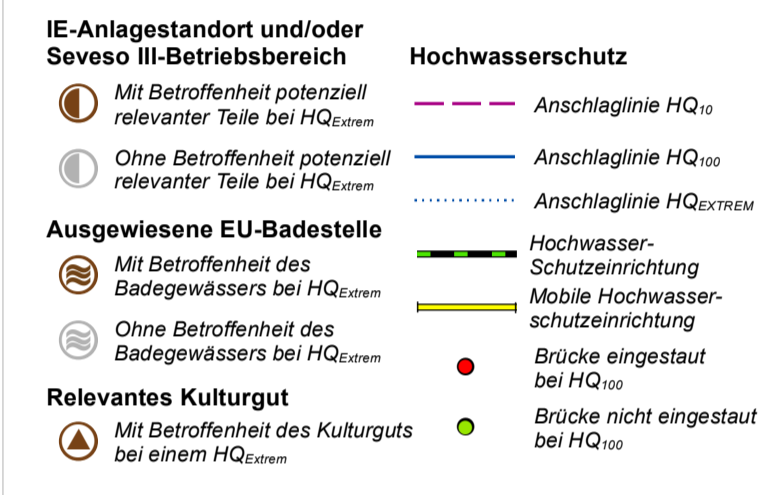 IE-Anlagestandort und/oder
Seveso III-Betriebsbereich
Mit Betroffenheit potenziell
relevanter Teile bei HQExtrem
Ohne Betroffenheit potenziell
relevanter Teile bei HQExtrem
Ausgewiesene EU-Badestelle
Mit Betroffenheit des
Badegewässers bei HQExtrem
Ohne Betroffenheit des
Badegewässers bei HQExtrem
Relevantes Kulturgut
Mit Betroffenheit des Kulturguts
bei einem HQExtrem
Hochwasserschutz
Anschlaglinie HQ10
Anschlaglinie HQ100
Anschlaglinie HQEXTREM
Hochwasser-
Schutzeinrichtung
Mobile Hochwasser-
schutzeinrichtung
Brücke eingestaut
bei HQ100
Brücke nicht eingestaut
bei HQ100